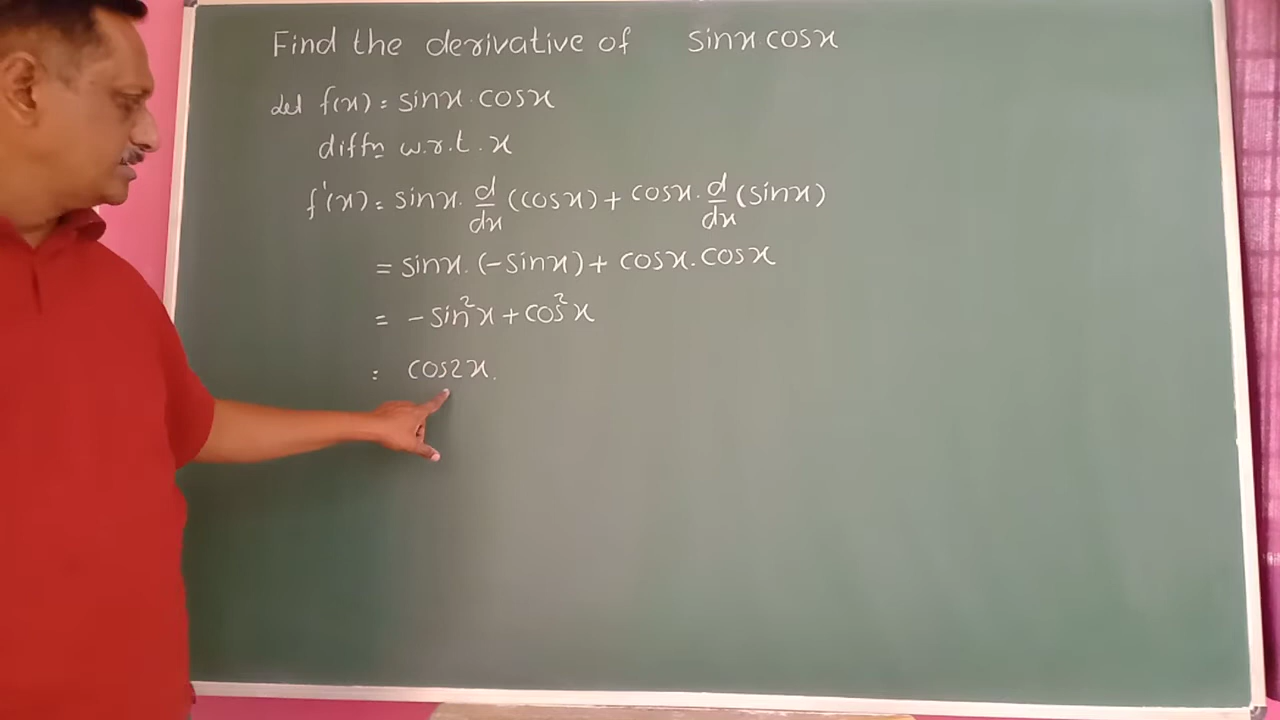 Find the derivative of sinx cosx
Let f(x) = sinx · cosx
diffn w.r.t. x
f'(x) = sinx · d/dx (cosx) + cosx · d/dx (sinx)
= sinx · (-sinx) + cosx · cosx
= -sin²x + cos²x
= cos2x.